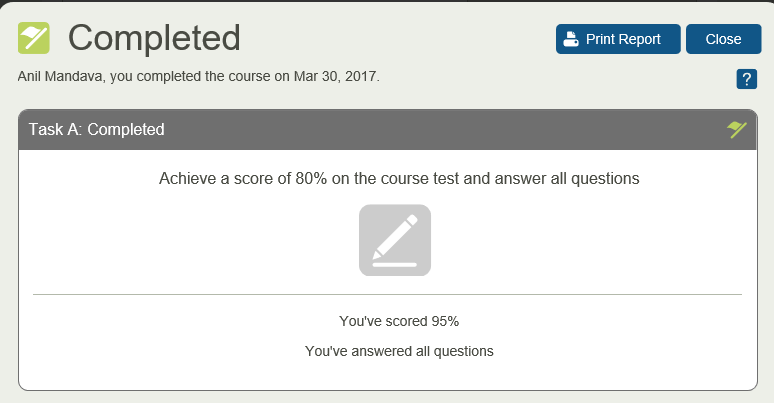 Completed
Print Report
Close
Anil Mandava, you completed the course on Mar 30, 2017.
?
Task A: Completed
Achieve a score of 80% on the course test and answer all questions
You've scored 95%
You've answered all questions